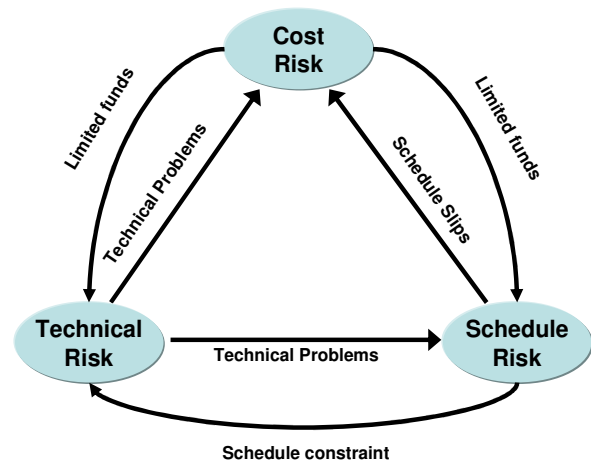 Cost
Risk
Limited funds
Technical Problems
Schedule Slips
Limited funds
Technical
Risk
Technical Problems
Schedule
Risk
Schedule constraint